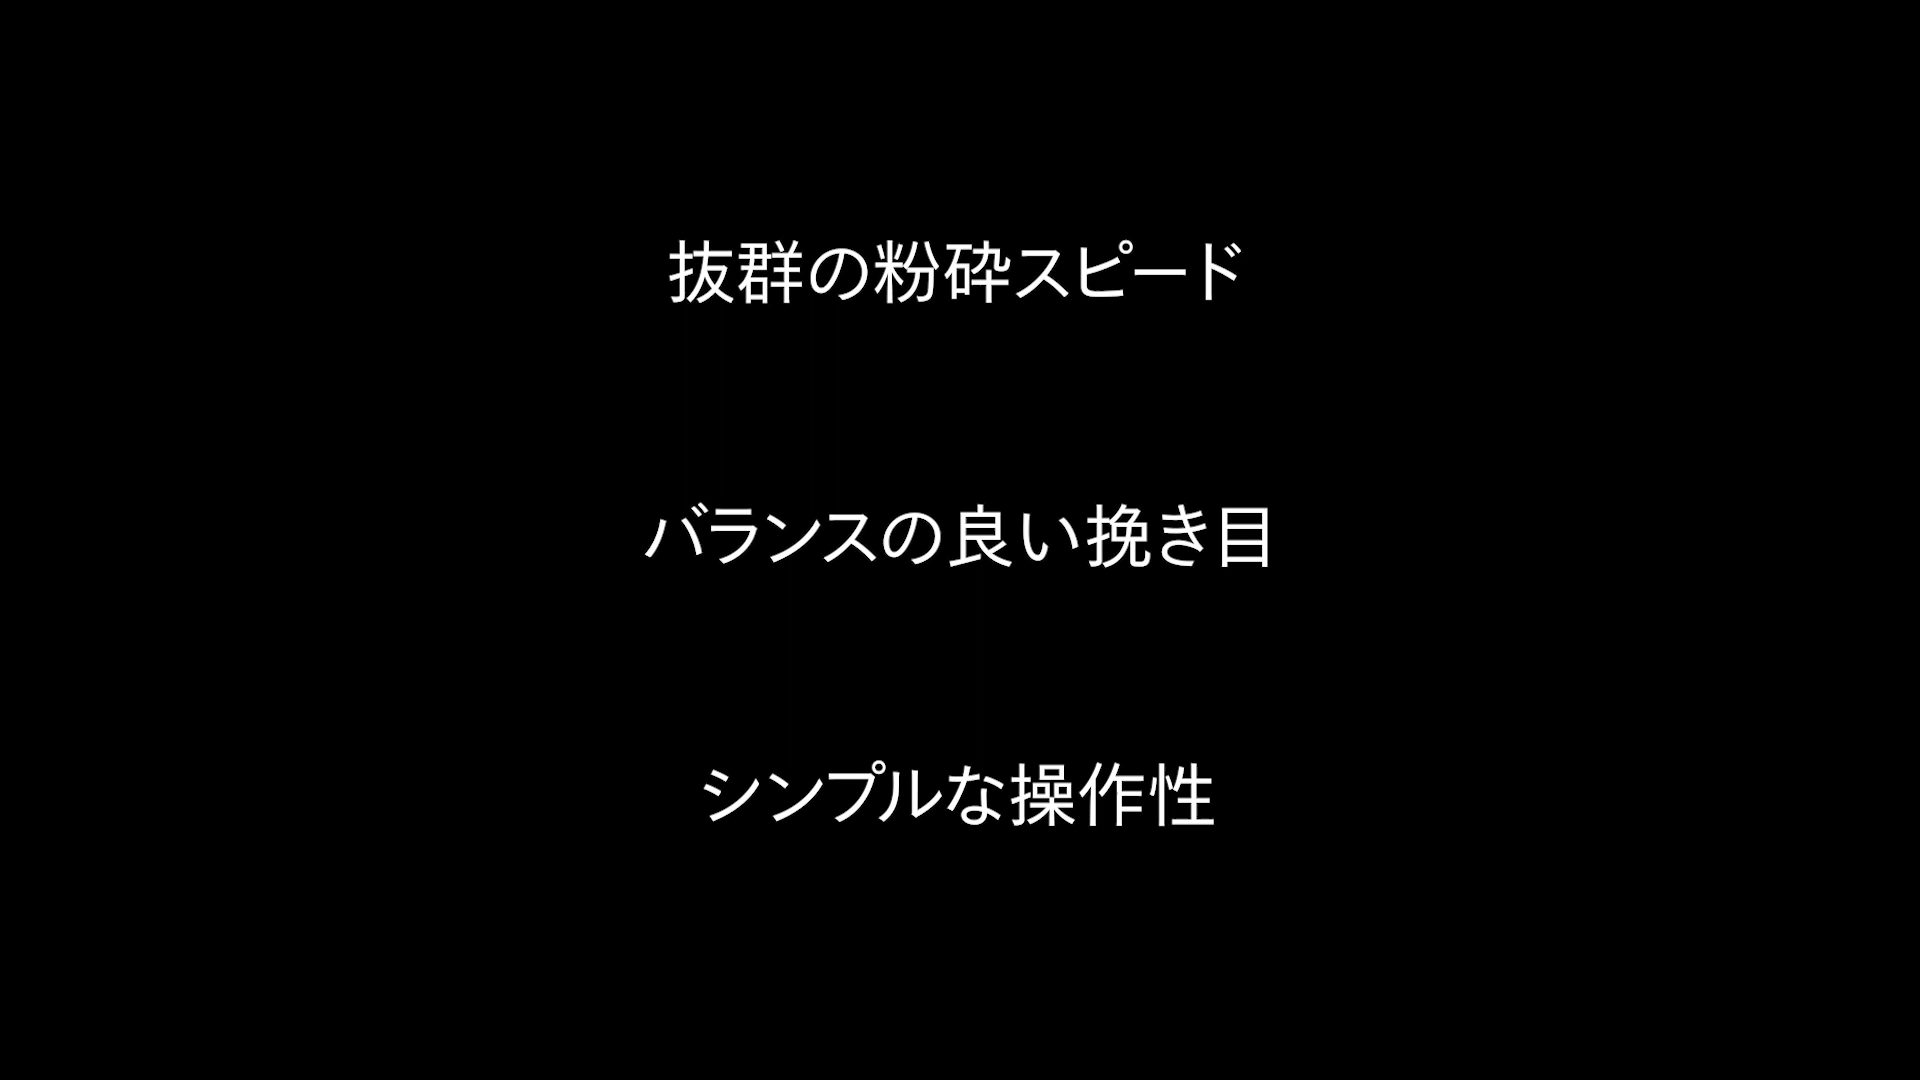 抜群の粉砕スピード
バランスの良い挽き目
シンプルな操作性